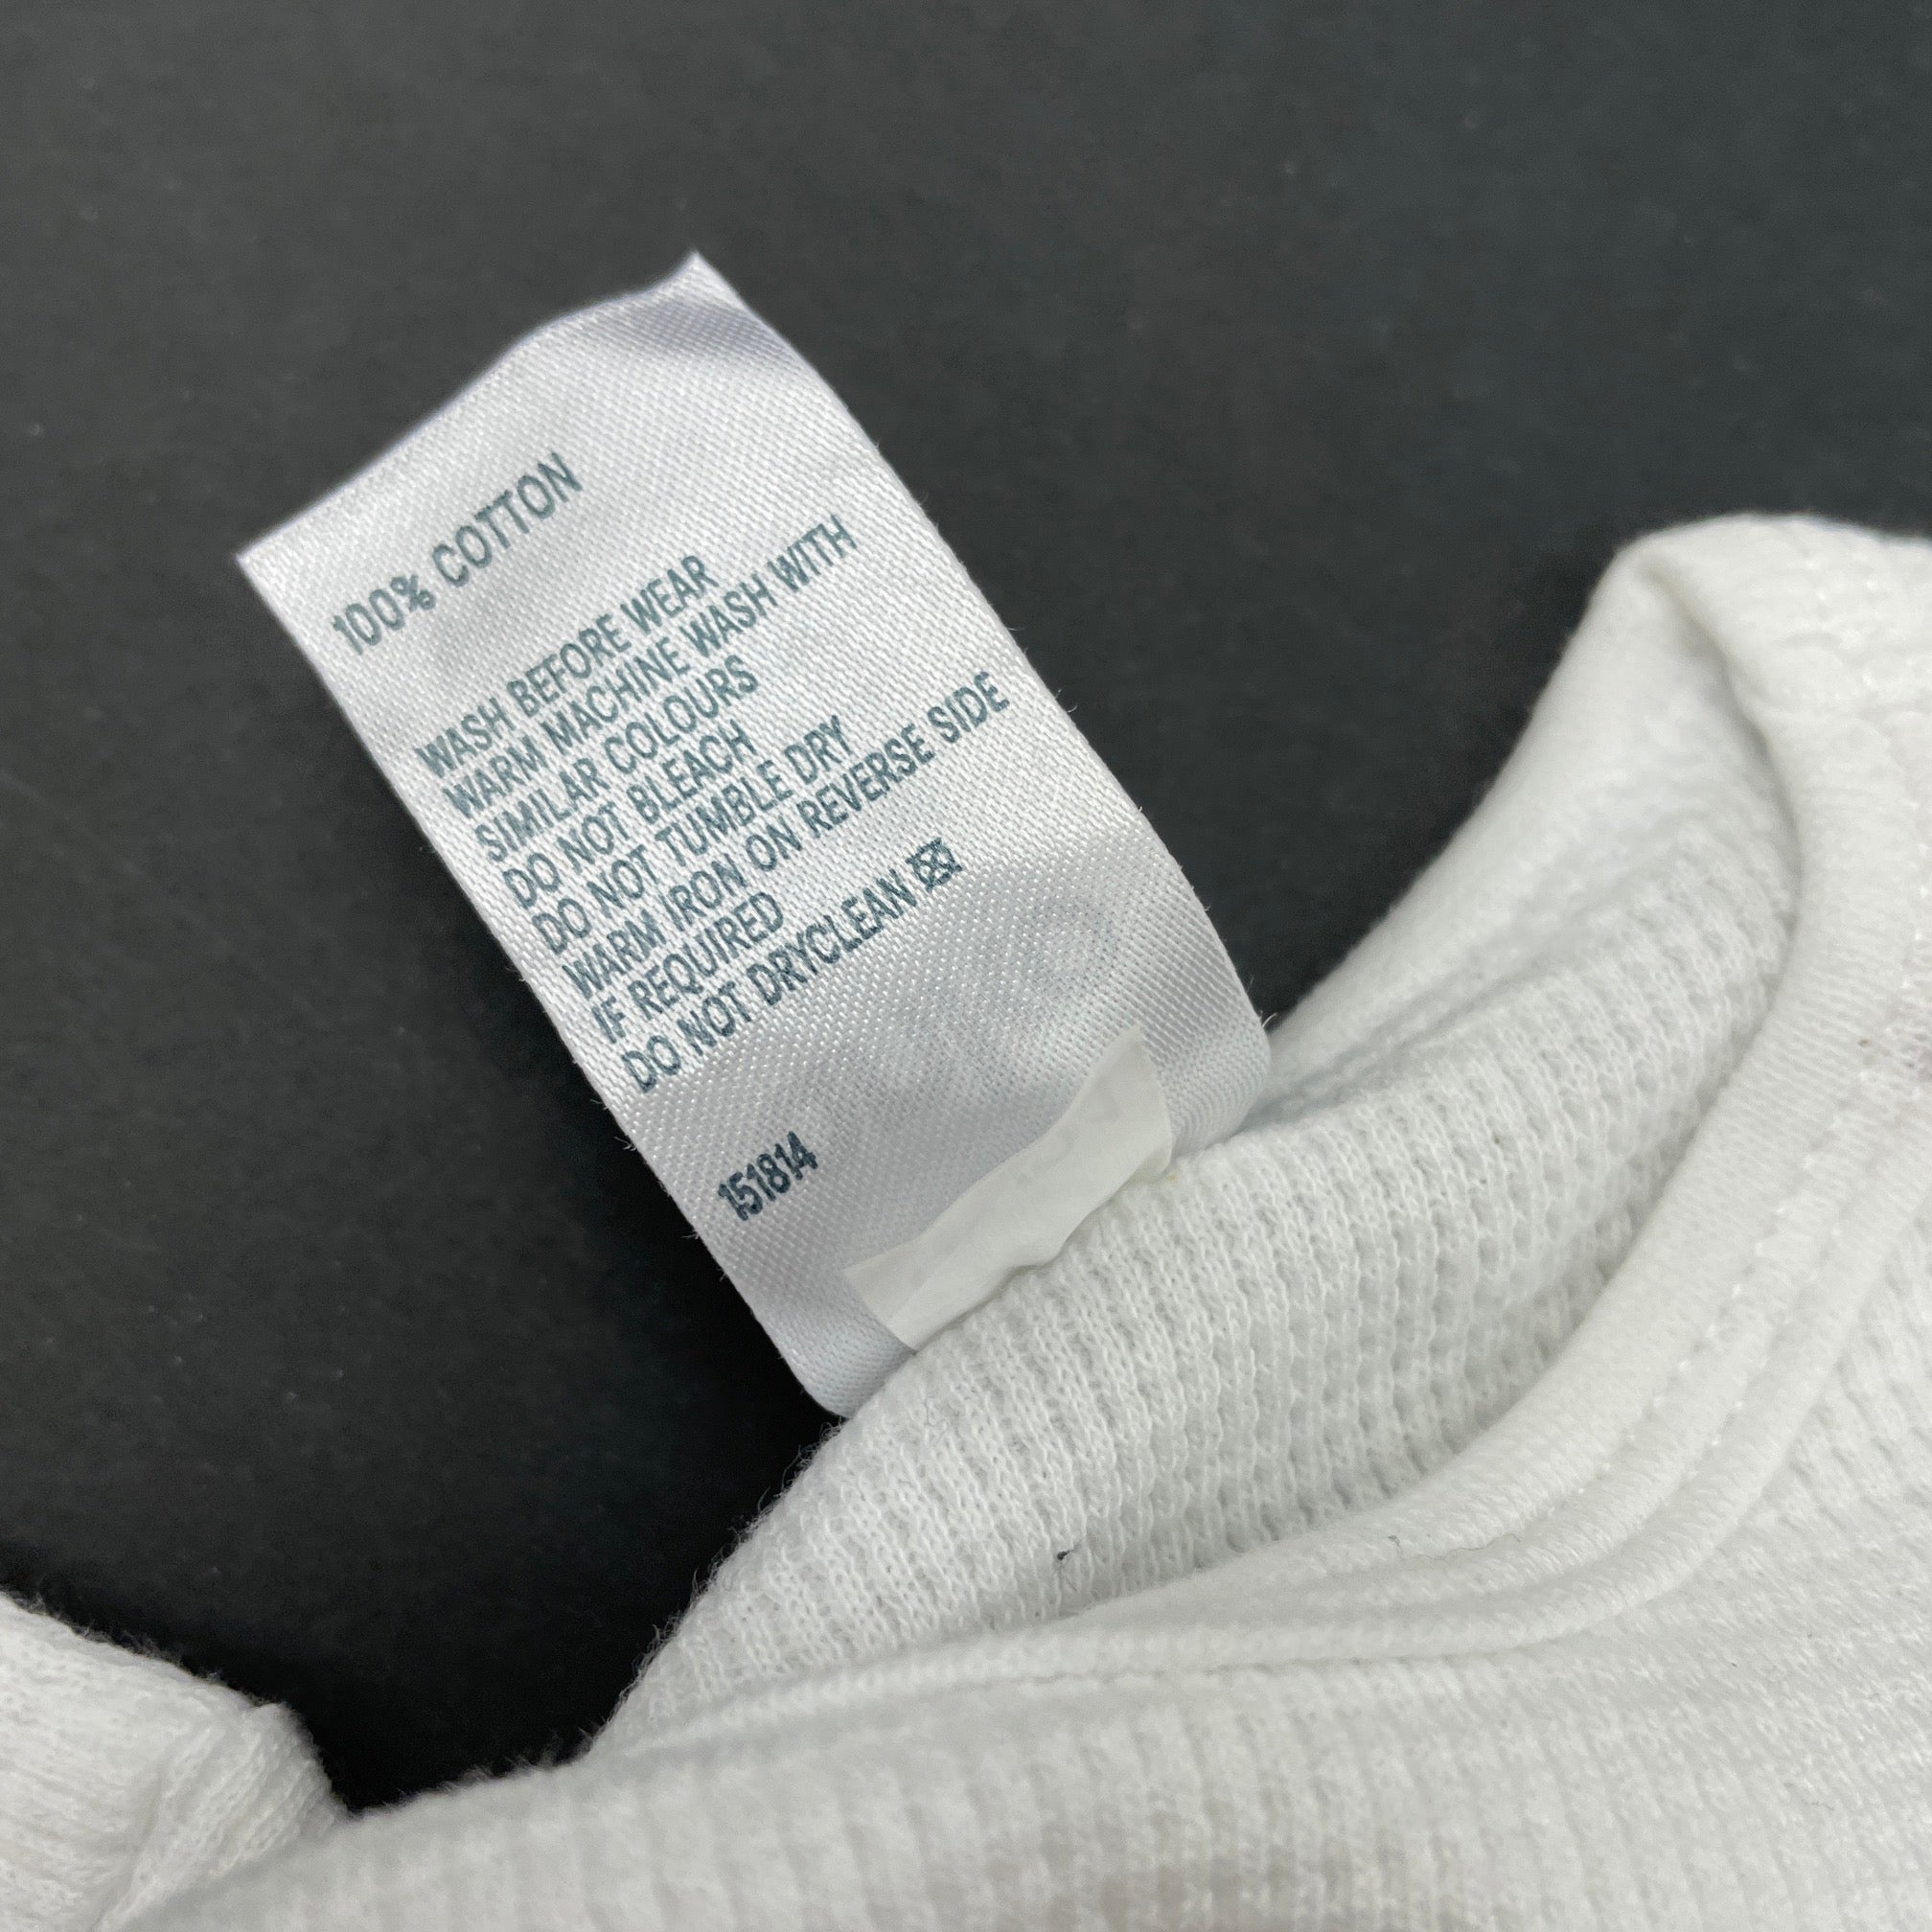 100% COTTON
WASH BEFORE WEAR
WARM MACHINE WASH WITH
SIMILAR COLOURS
DO NOT BLEACH
DO NOT TUMBLE DRY
WARM IRON ON REVERSE SIDE
IF REQUIRED
DO NOT DRYCLEAN
151814